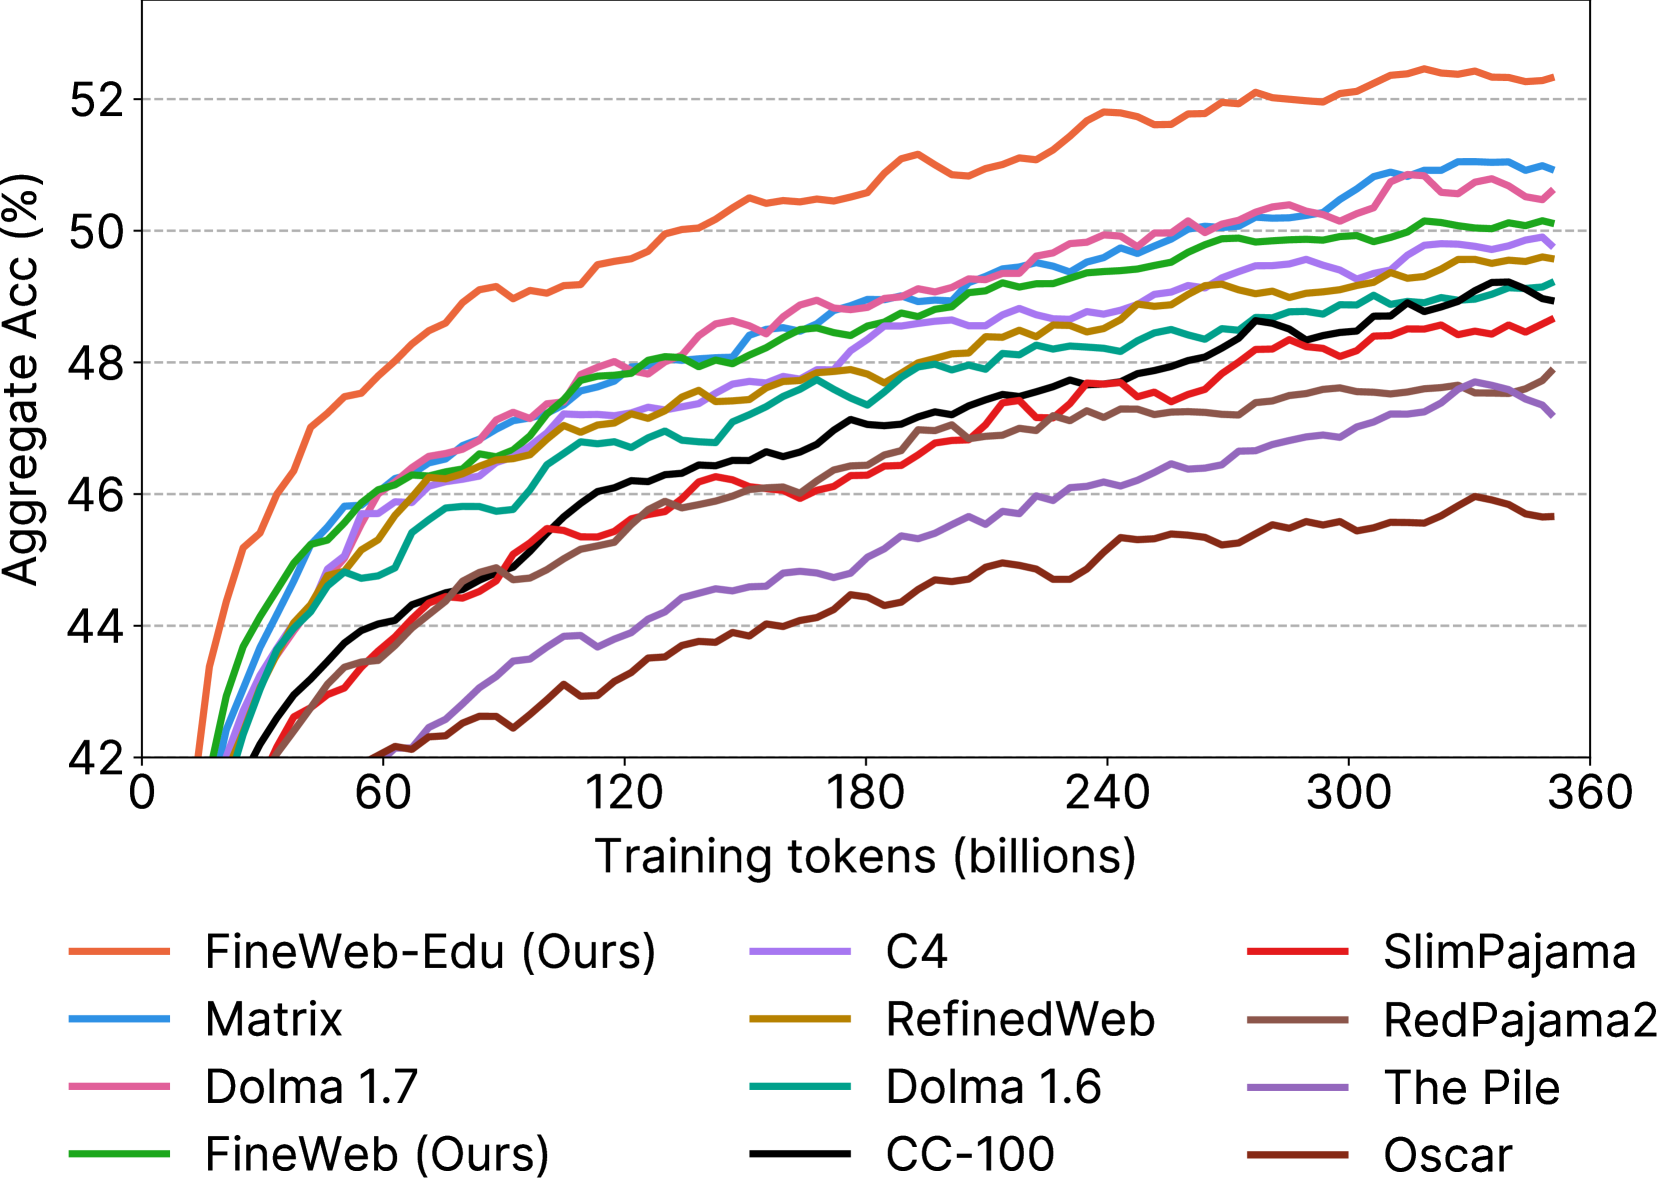 Aggregate Acc (%)
52
50
48
46
44
42
0 60 120 180 240 300 360
Training tokens (billions)
FineWeb-Edu (Ours)
Matrix
Dolma 1.7
FineWeb (Ours)
C4
RefinedWeb
Dolma 1.6
CC-100
SlimPajama
RedPajama2
The Pile
Oscar